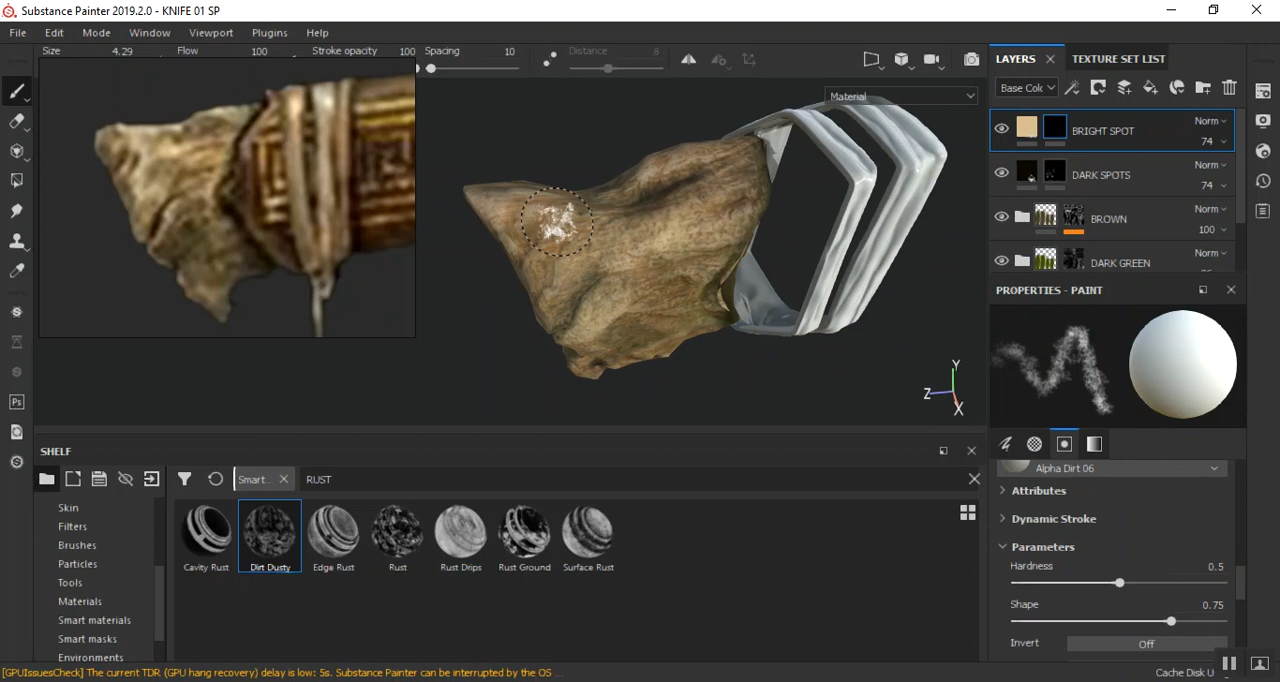 Substance Painter 2019.2.0 - KNIFE 01 SP
File Edit Mode Window Viewport Plugins Help
Size 4.29 Flow 100 Stroke opacity 100 Spacing 10 Distance 8
Material
LAYERS TEXTURE SET LIST
Base Col
BRIGHT SPOT Norm 74
DARK SPOTS Norm 74
BROWN Norm 100
DARK GREEN Norm
PROPERTIES - PAINT
Y
Z
X
Alpha Dirt 06
Attributes
Dynamic Stroke
Parameters
Hardness 0.5
Shape 0.75
Invert Off
SHELF
Smart... RUST
Skin
Filters
Brushes
Particles
Tools
Materials
Smart materials
Smart masks
Environments
Cavity Rust Dirt Dusty Edge Rust Rust Rust Drips Rust Ground Surface Rust
Ps
[GPUIssuesCheck] The current TDR (GPU hang recovery) delay is low: 5s. Substance Painter can be interrupted by the OS ...
Cache Disk U